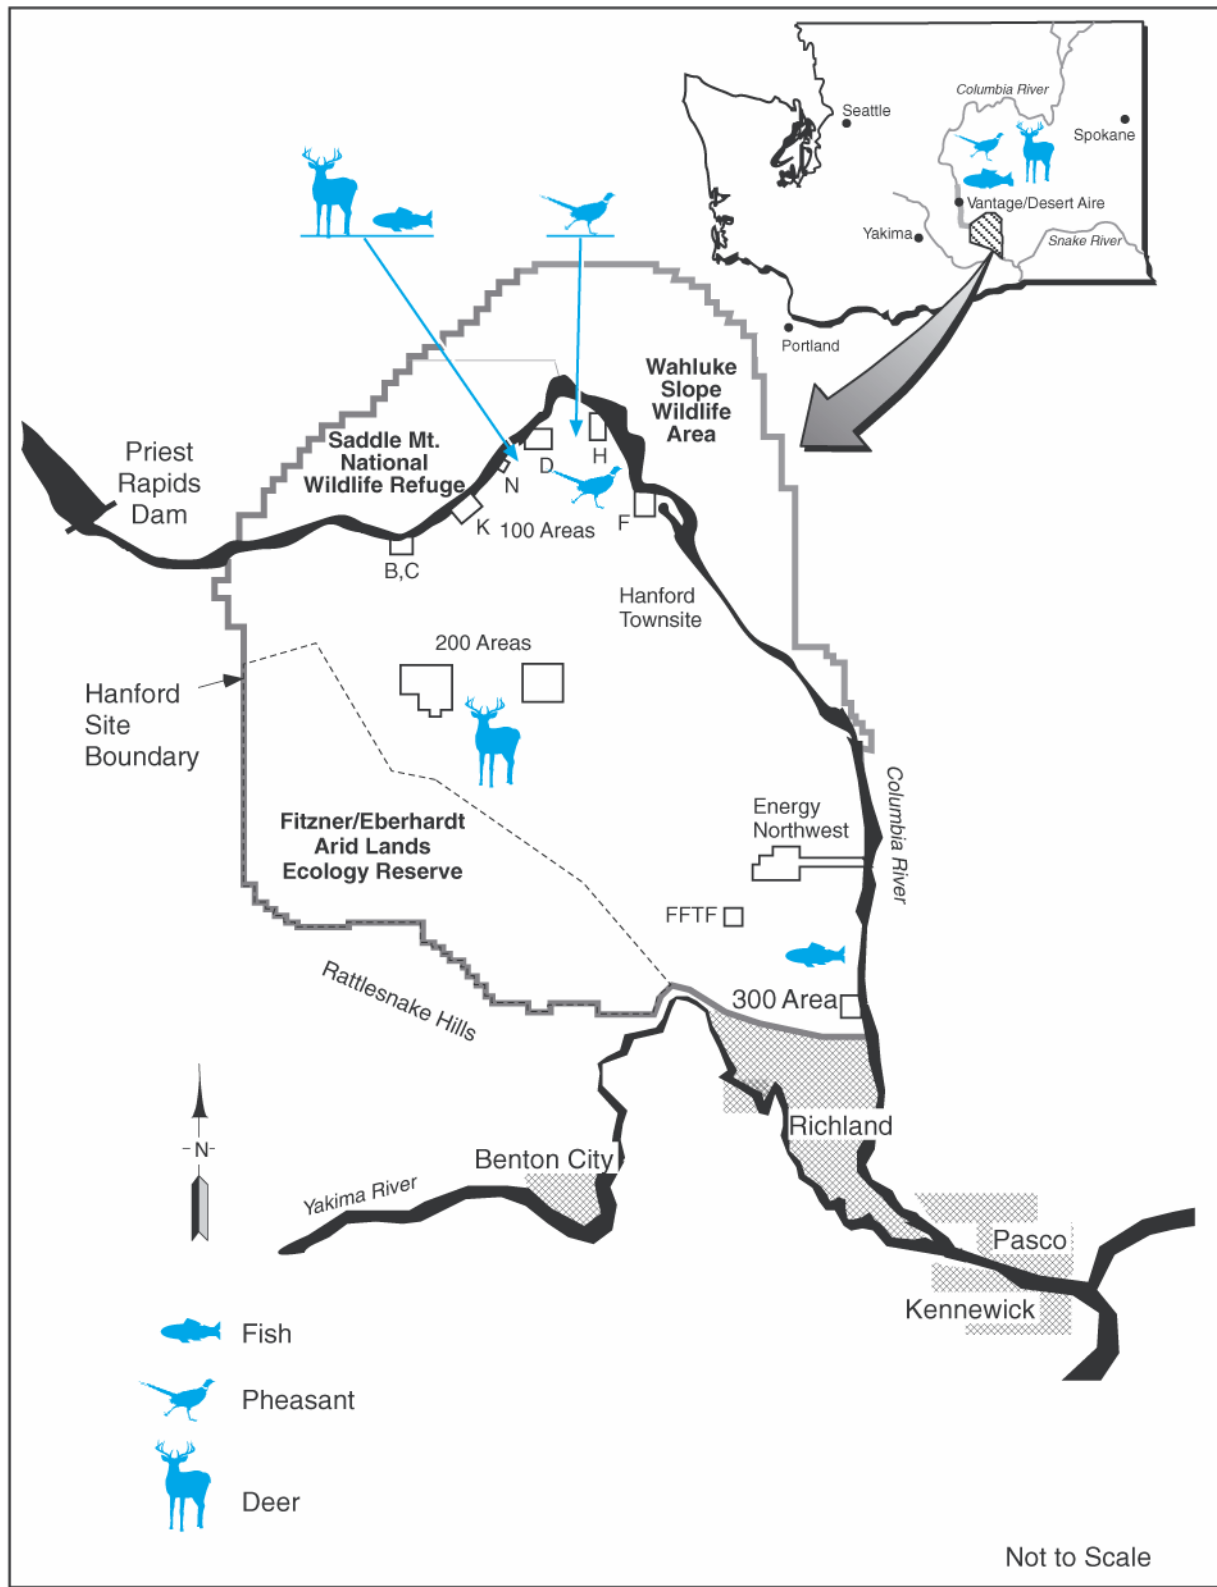 Columbia River
Seattle
Spokane
Vantage/Desert Aire
Yakima
Snake River
Portland
Wahluke
Slope
Wildlife
Area
Saddle Mt.
National
Wildlife Refuge
Priest
Rapids
Dam
D
H
N
K
100 Areas
F
B,C
Hanford
Townsite
200 Areas
Hanford
Site
Boundary
Columbia River
Energy
Northwest
Fitzner/Eberhardt
Arid Lands
Ecology Reserve
FFTF
300 Area
Rattlesnake Hills
-N-
Richland
Benton City
Yakima River
Pasco
Kennewick
Fish
Pheasant
Deer
Not to Scale